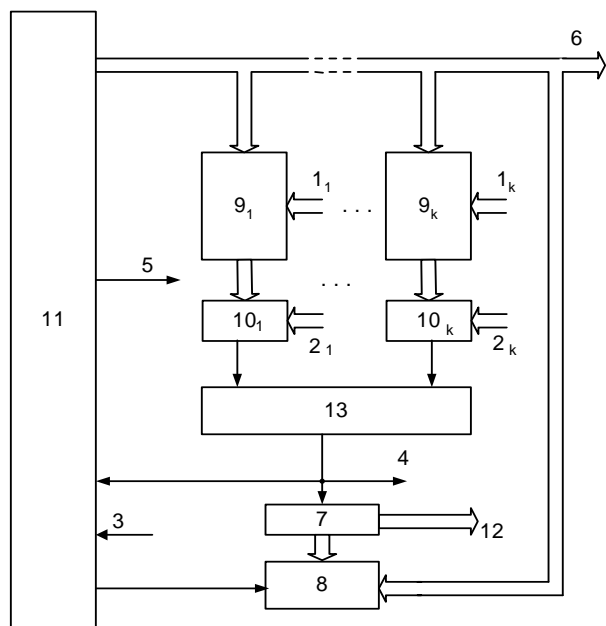 6
1₁
1ₖ
9₁
. . .
9ₖ
5
. . .
11
10₁
10ₖ
2₁
2ₖ
13
4
3
7
12
8